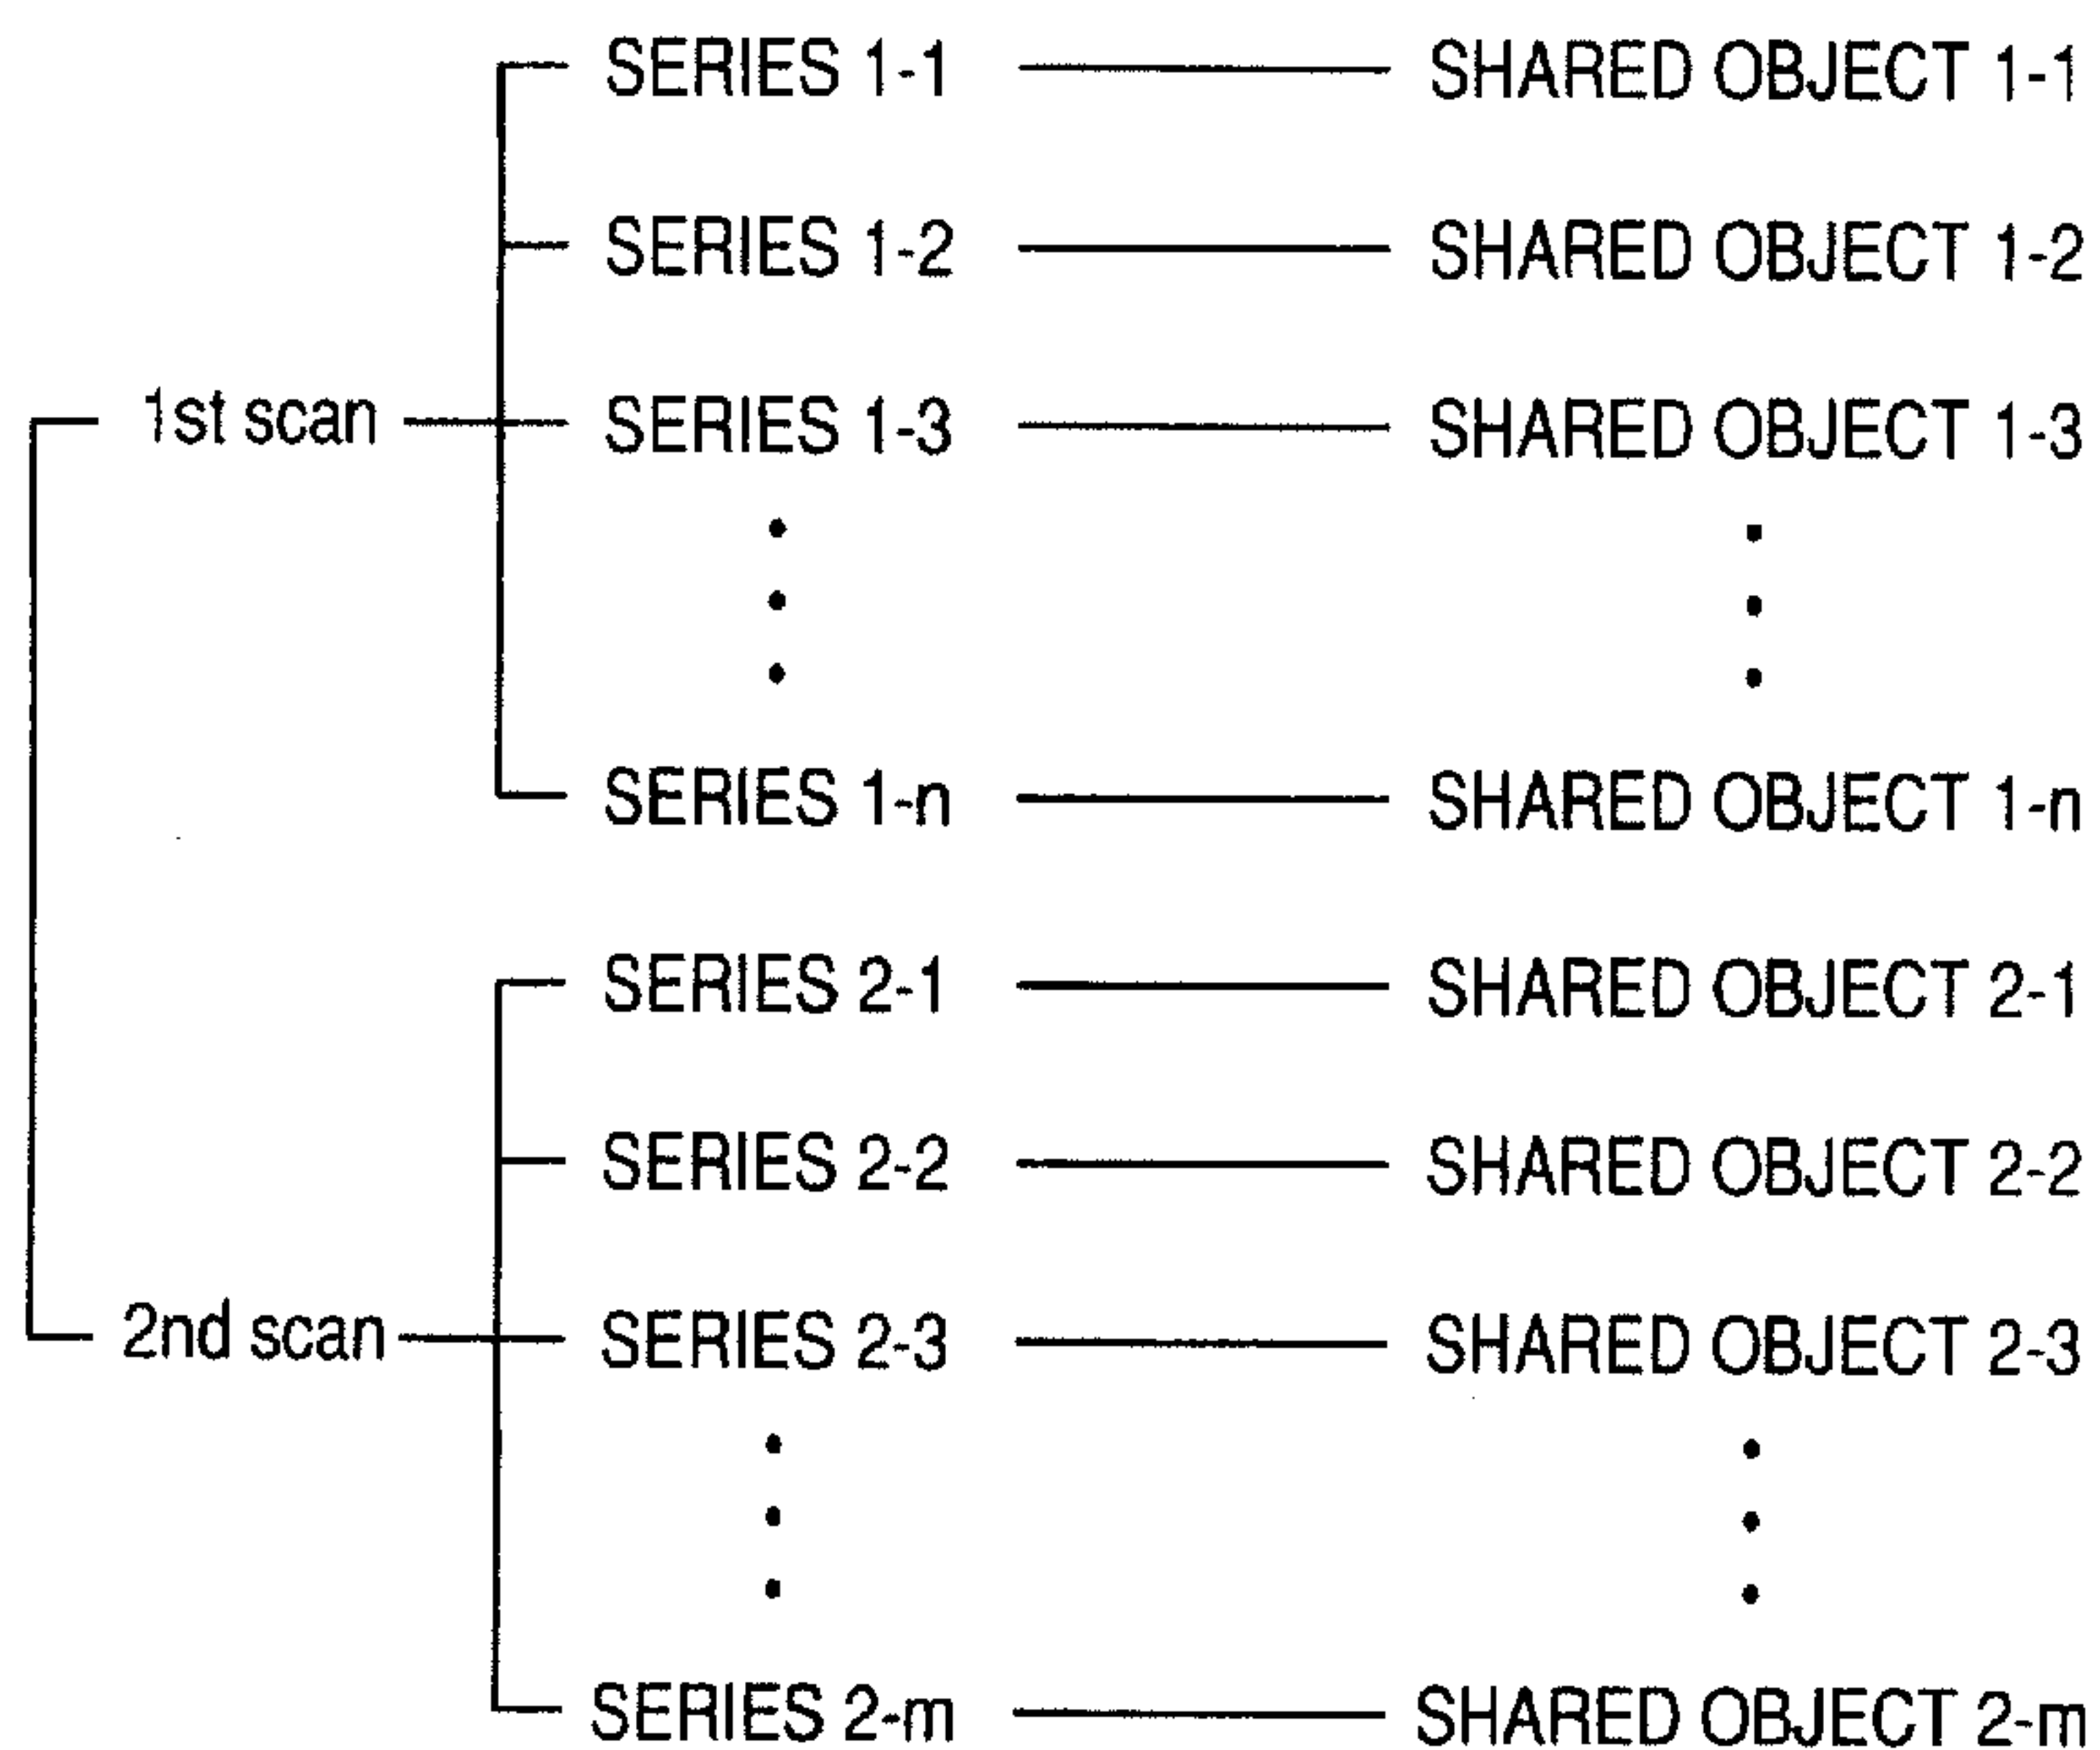 SERIES 1-1 SHARED OBJECT 1-1
SERIES 1-2 SHARED OBJECT 1-2
1st scan SERIES 1-3 SHARED OBJECT 1-3
SERIES 1-n SHARED OBJECT 1-n
SERIES 2-1 SHARED OBJECT 2-1
SERIES 2-2 SHARED OBJECT 2-2
2nd scan SERIES 2-3 SHARED OBJECT 2-3
SERIES 2-m SHARED OBJECT 2-m